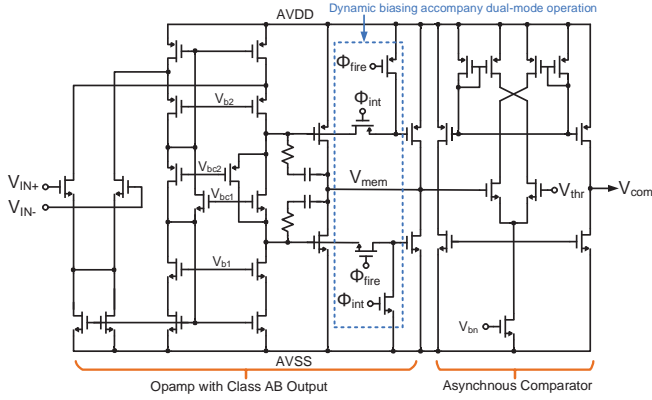 Dynamic biasing accompany dual-mode operation
AVDD
Φfire
Φint
Vb2
Vbc2
Vbc1
VIN+
VIN-
Vmem
Vthr
Vcom
Vb1
Φfire
Φint
Vbn
AVSS
Opamp with Class AB Output
Asynchnous Comparator